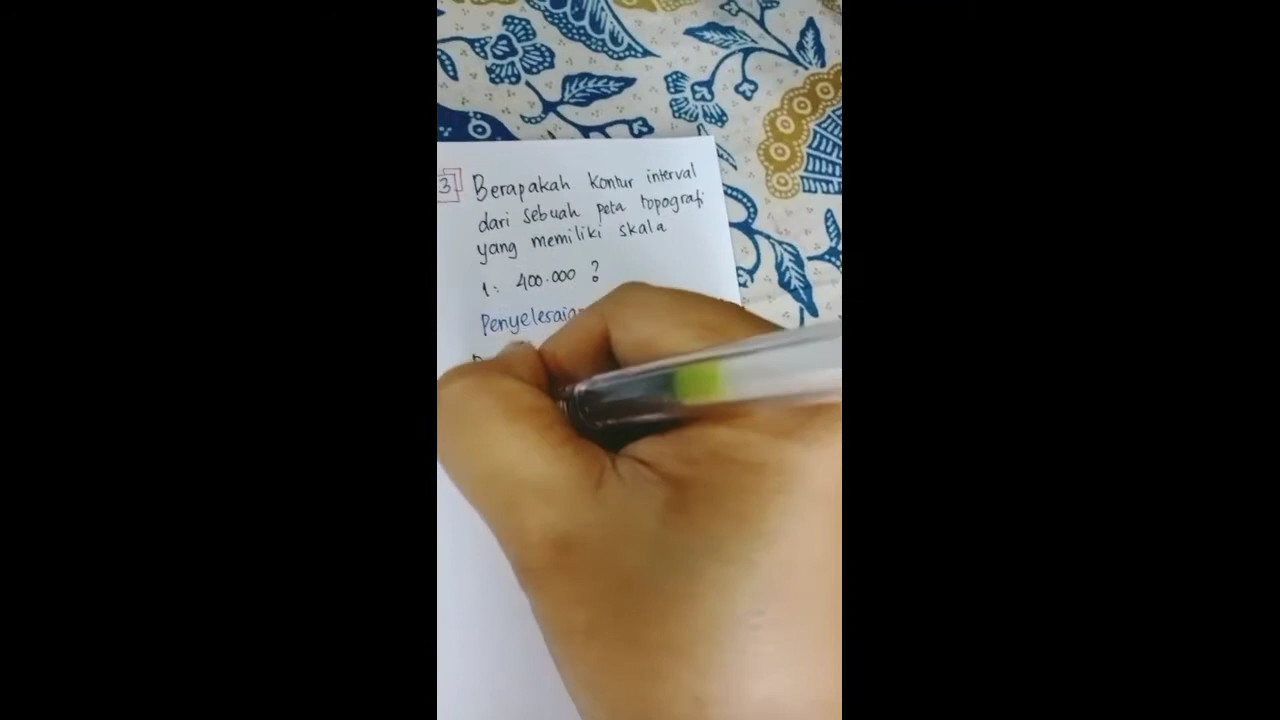 3 Berapakah kontur interval
dari sebuah peta topografi
yang memiliki skala
1: 400.000 ?